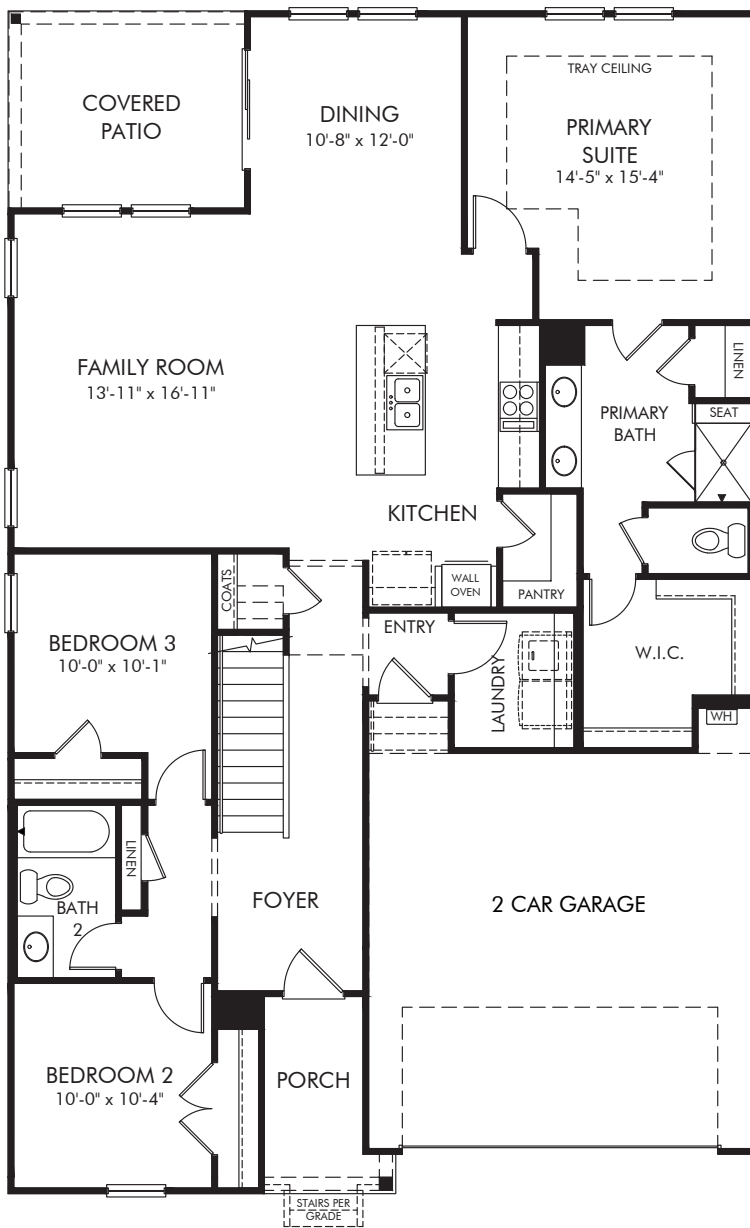 COVERED
PATIO
DINING
10'-8" x 12'-0"
TRAY CEILING
PRIMARY
SUITE
14'-5" x 15'-4"
FAMILY ROOM
13'-11" x 16'-11"
LINEN
PRIMARY
BATH
SEAT
KITCHEN
WALL
OVEN
PANTRY
COATS
ENTRY
BEDROOM 3
10'-0" x 10'-1"
LAUNDRY
W.I.C.
WH
LINEN
BATH
2
FOYER
2 CAR GARAGE
BEDROOM 2
10'-0" x 10'-4"
PORCH
STAIRS PER
GRADE